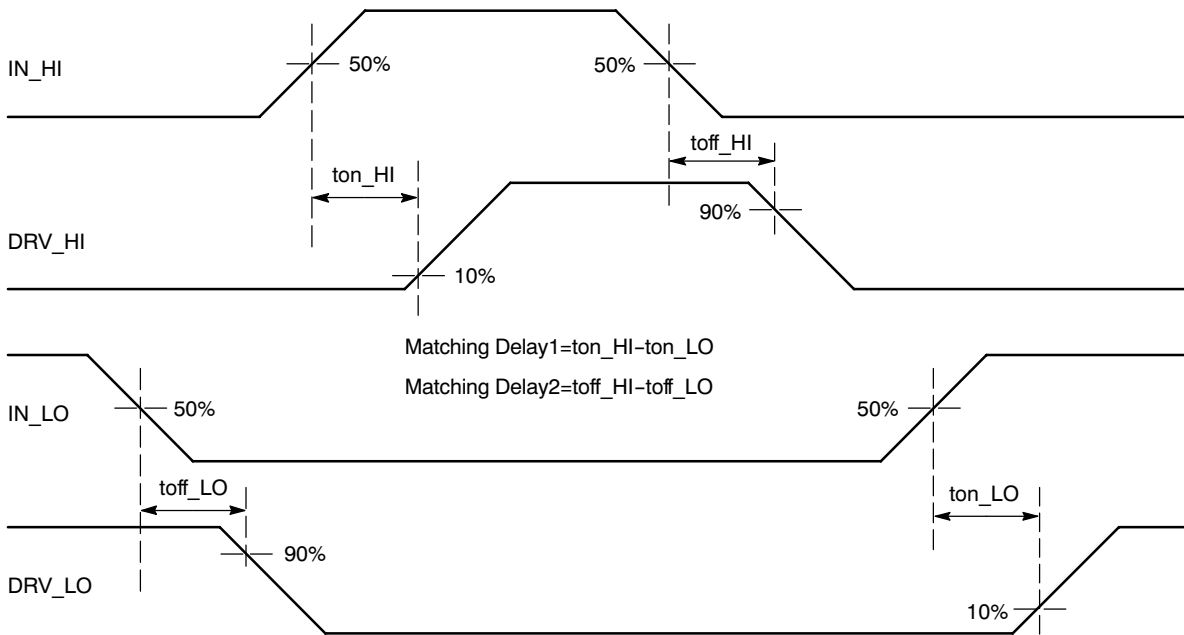 IN_HI
50%
50%
toff_HI
ton_HI
90%
DRV_HI
10%
Matching Delay1=ton_HI−ton_LO
Matching Delay2=toff_HI−toff_LO
IN_LO
50%
50%
toff_LO
ton_LO
90%
DRV_LO
10%